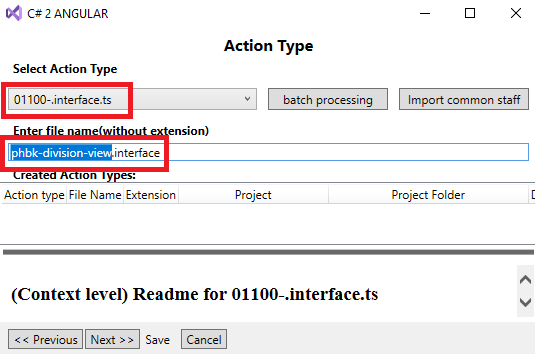 C# 2 ANGULAR
Action Type
Select Action Type
01100-.interface.ts
batch processing
Import common staff
Enter file name(without extension)
phbk-division-view.interface
Created Action Types:
Action type File Name Extension Project Project Folder D
(Context level) Readme for 01100-.interface.ts
<< Previous Next >> Save Cancel